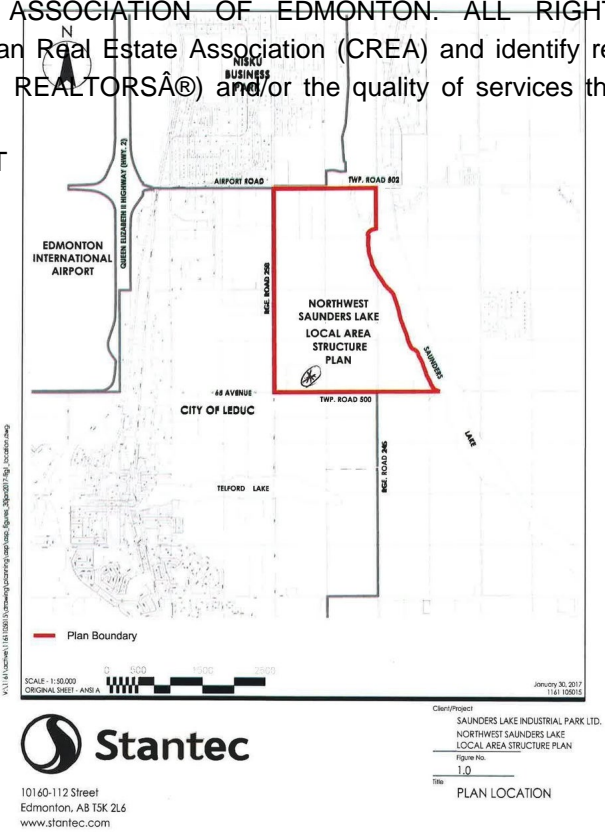 ASSOCIATION OF EDMONTON. ALL RIGHT
an Real Estate Association (CREA) and identify re
REALTORSÂ®) and/or the quality of services th
T
N
NISKU
BUSINESS
PARK
QUEEN ELIZABETH II HIGHWAY (HWY. 2)
AIRPORT ROAD
TWP. ROAD 502
EDMONTON
INTERNATIONAL
AIRPORT
RGE. ROAD 250
NORTHWEST
SAUNDERS LAKE
LOCAL AREA
STRUCTURE
PLAN
SAUNDERS
LAKE
65 AVENUE
TWP. ROAD 500
CITY OF LEDUC
RGE. ROAD 245
TELFORD LAKE
Plan Boundary
0 500 1500 2500
SCALE - 1:50,000
ORIGINAL SHEET - ANSI A
January 30, 2017
1161 105015
Stantec
10160-112 Street
Edmonton, AB T5K 2L6
www.stantec.com
Client/Project
SAUNDERS LAKE INDUSTRIAL PARK LTD.
NORTHWEST SAUNDERS LAKE
LOCAL AREA STRUCTURE PLAN
Figure No.
1.0
Title
PLAN LOCATION